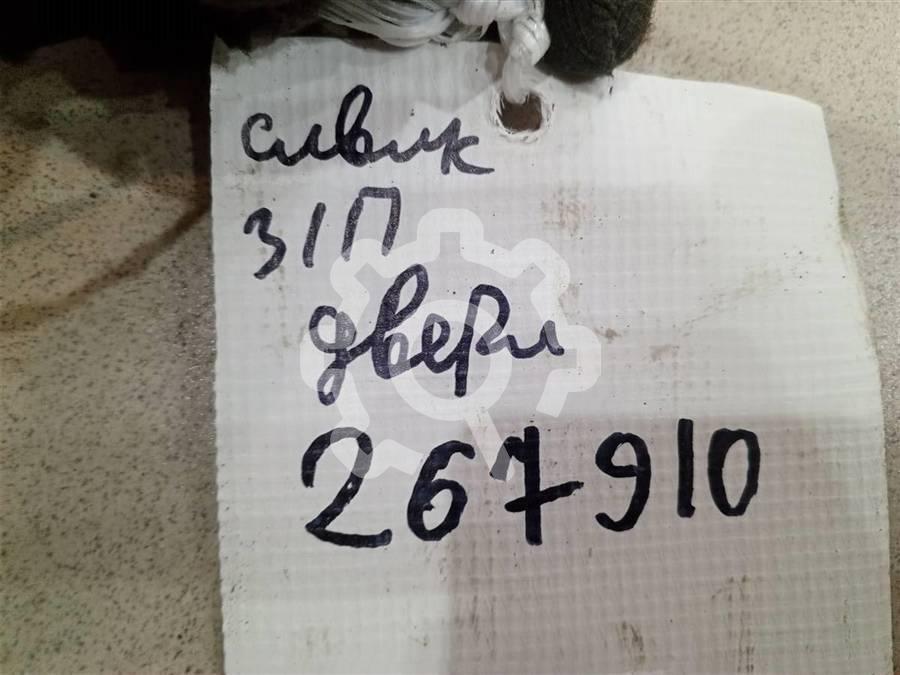 сивик
З/П
двери
267910